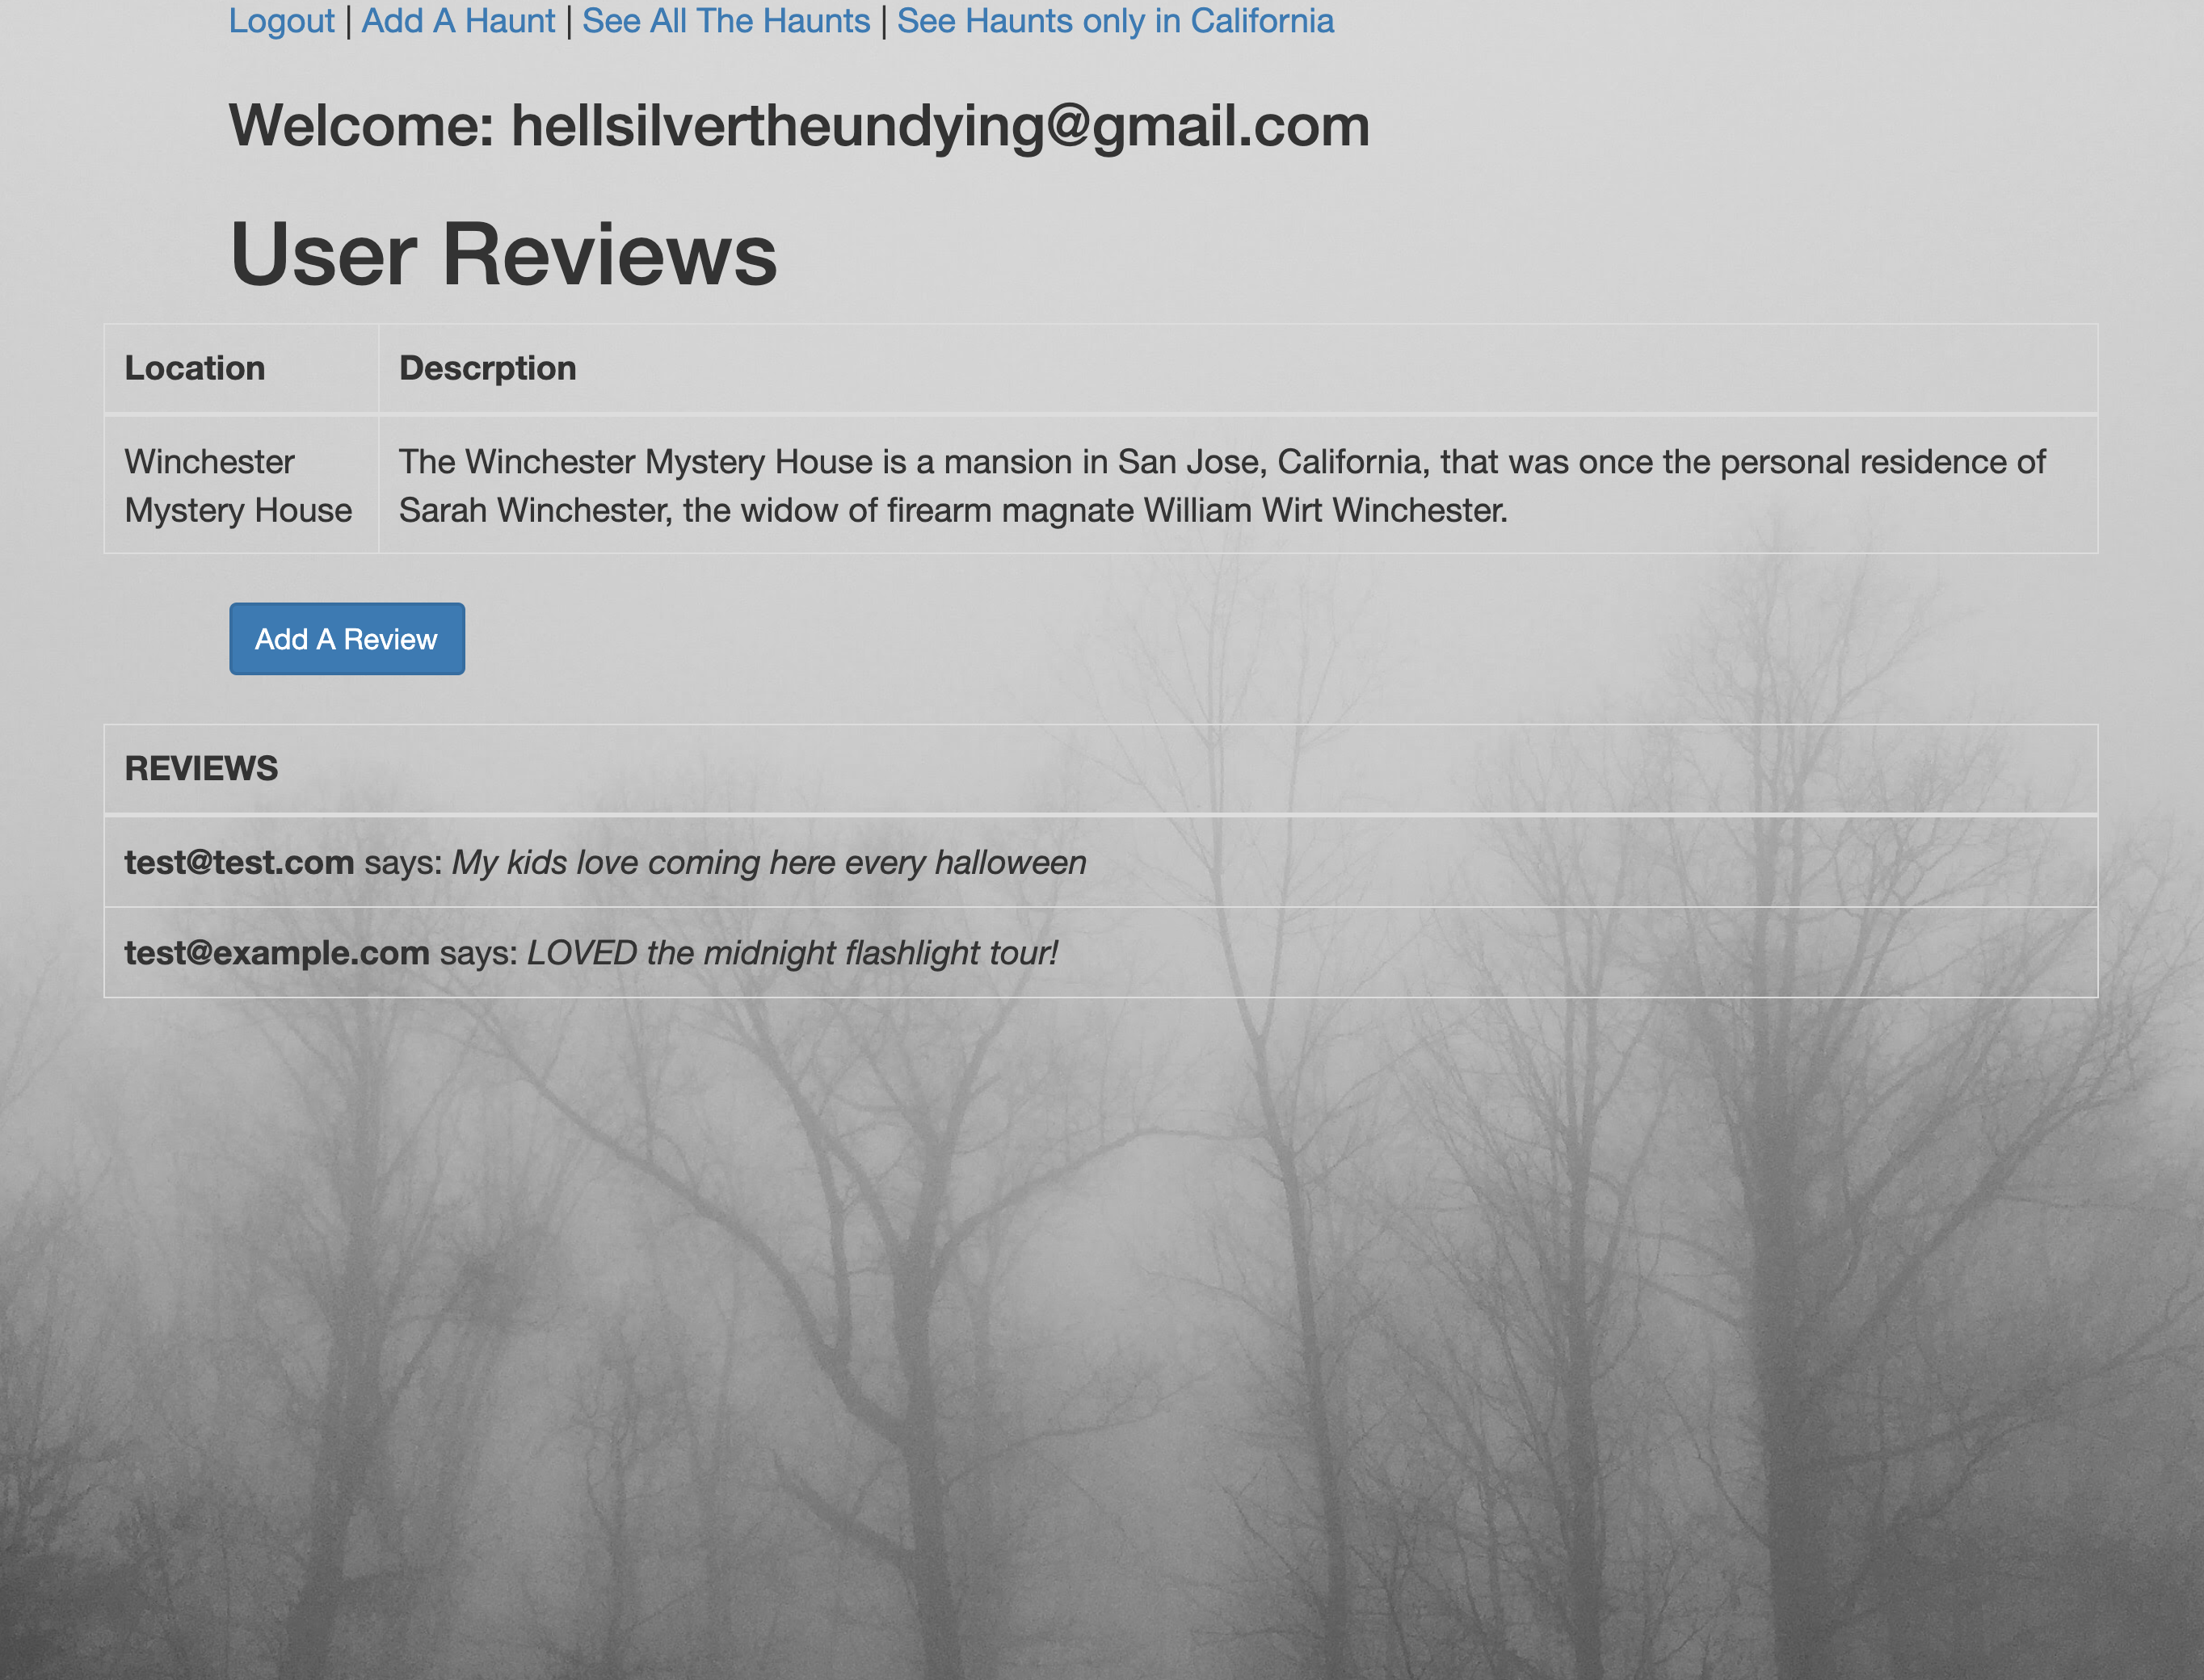 Logout | Add A Haunt | See All The Haunts | See Haunts only in California
Welcome: hellsilvertheundying@gmail.com
User Reviews
Location Descrption
Winchester Mystery House
The Winchester Mystery House is a mansion in San Jose, California, that was once the personal residence of
Sarah Winchester, the widow of firearm magnate William Wirt Winchester.
Add A Review
REVIEWS
test@test.com says: My kids love coming here every halloween
test@example.com says: LOVED the midnight flashlight tour!